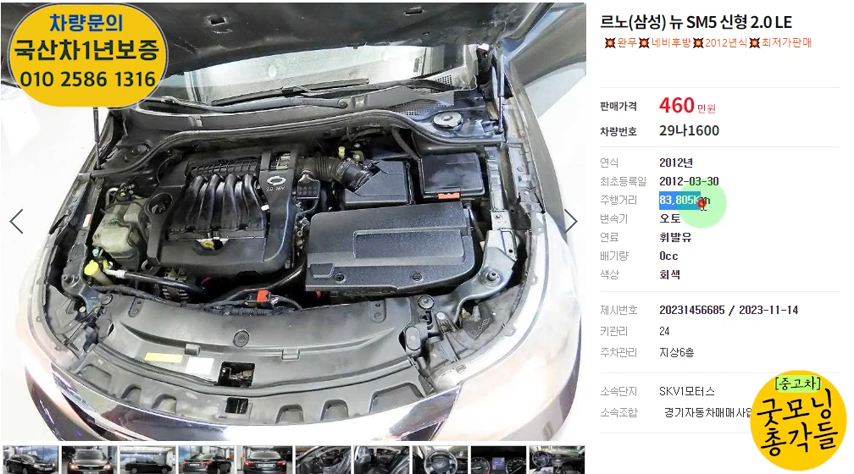 차량문의
국산차1년보증
010 2586 1316
2.0 16V
르노(삼성) 뉴 SM5 신형 2.0 LE
💥완무💥네비후방💥2012년식💥최저가판매
판매가격 460 만원
차량번호 29나1600
연식 2012년
최초등록일 2012-03-30
주행거리 83,805Km
변속기 오토
연료 휘발유
배기량 0cc
색상 회색
제시번호 20231456685 / 2023-11-14
키관리 24
주차관리 지상6층
소속단지 SKV1모터스
소속조합 경기자동차매매사업
[중고차]
굿모닝
총각들